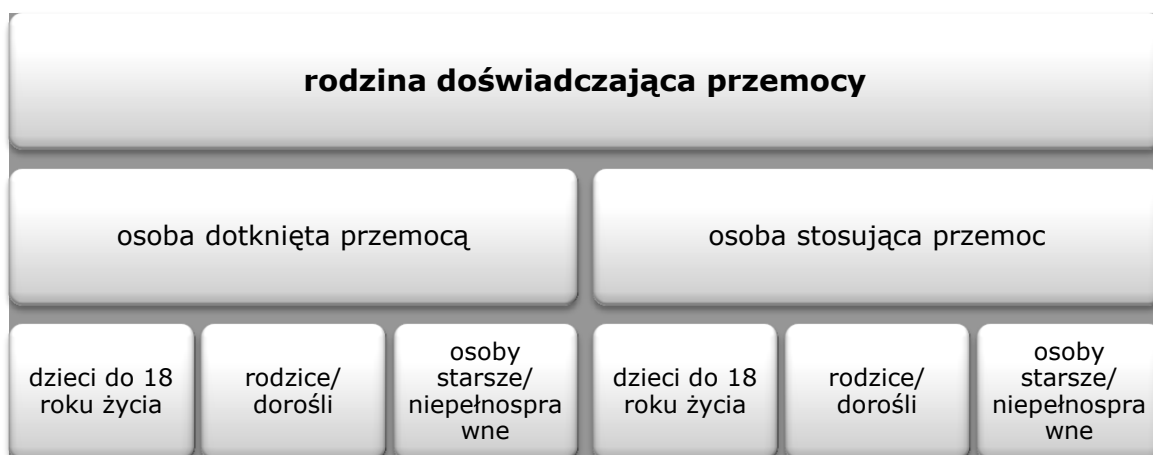 rodzina doświadczająca przemocy
osoba dotknięta przemocą
osoba stosująca przemoc
dzieci do 18
roku życia
rodzice/
dorośli
osoby
starsze/
niepełnospra
wne
dzieci do 18
roku życia
rodzice/
dorośli
osoby
starsze/
niepełnospra
wne